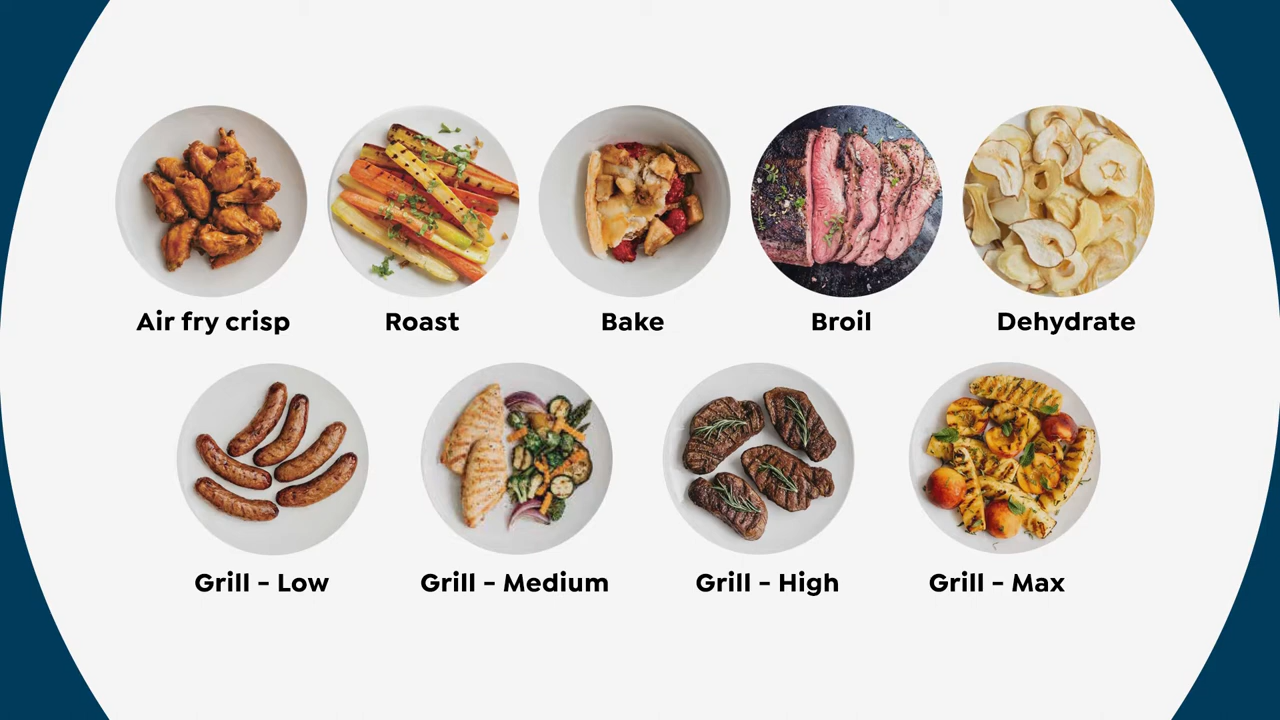 Air fry crisp
Roast
Bake
Broil
Dehydrate
Grill - Low
Grill - Medium
Grill - High
Grill - Max